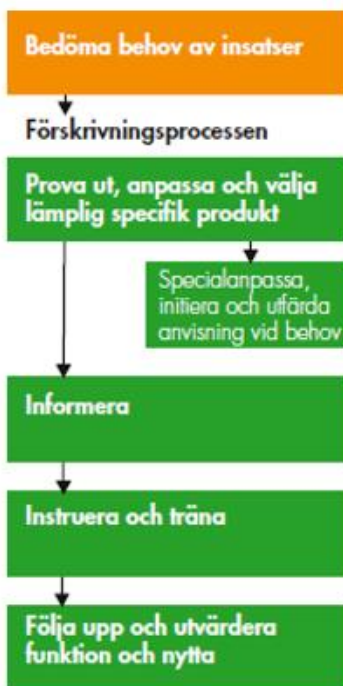 Bedöma behov av insatser
Förskrivningsprocessen
Prova ut, anpassa och välja
lämplig specifik produkt
Specialanpassa,
initiera och utfärda
anvisning vid behov
Informera
Instruera och träna
Följa upp och utvärdera
funktion och nytta